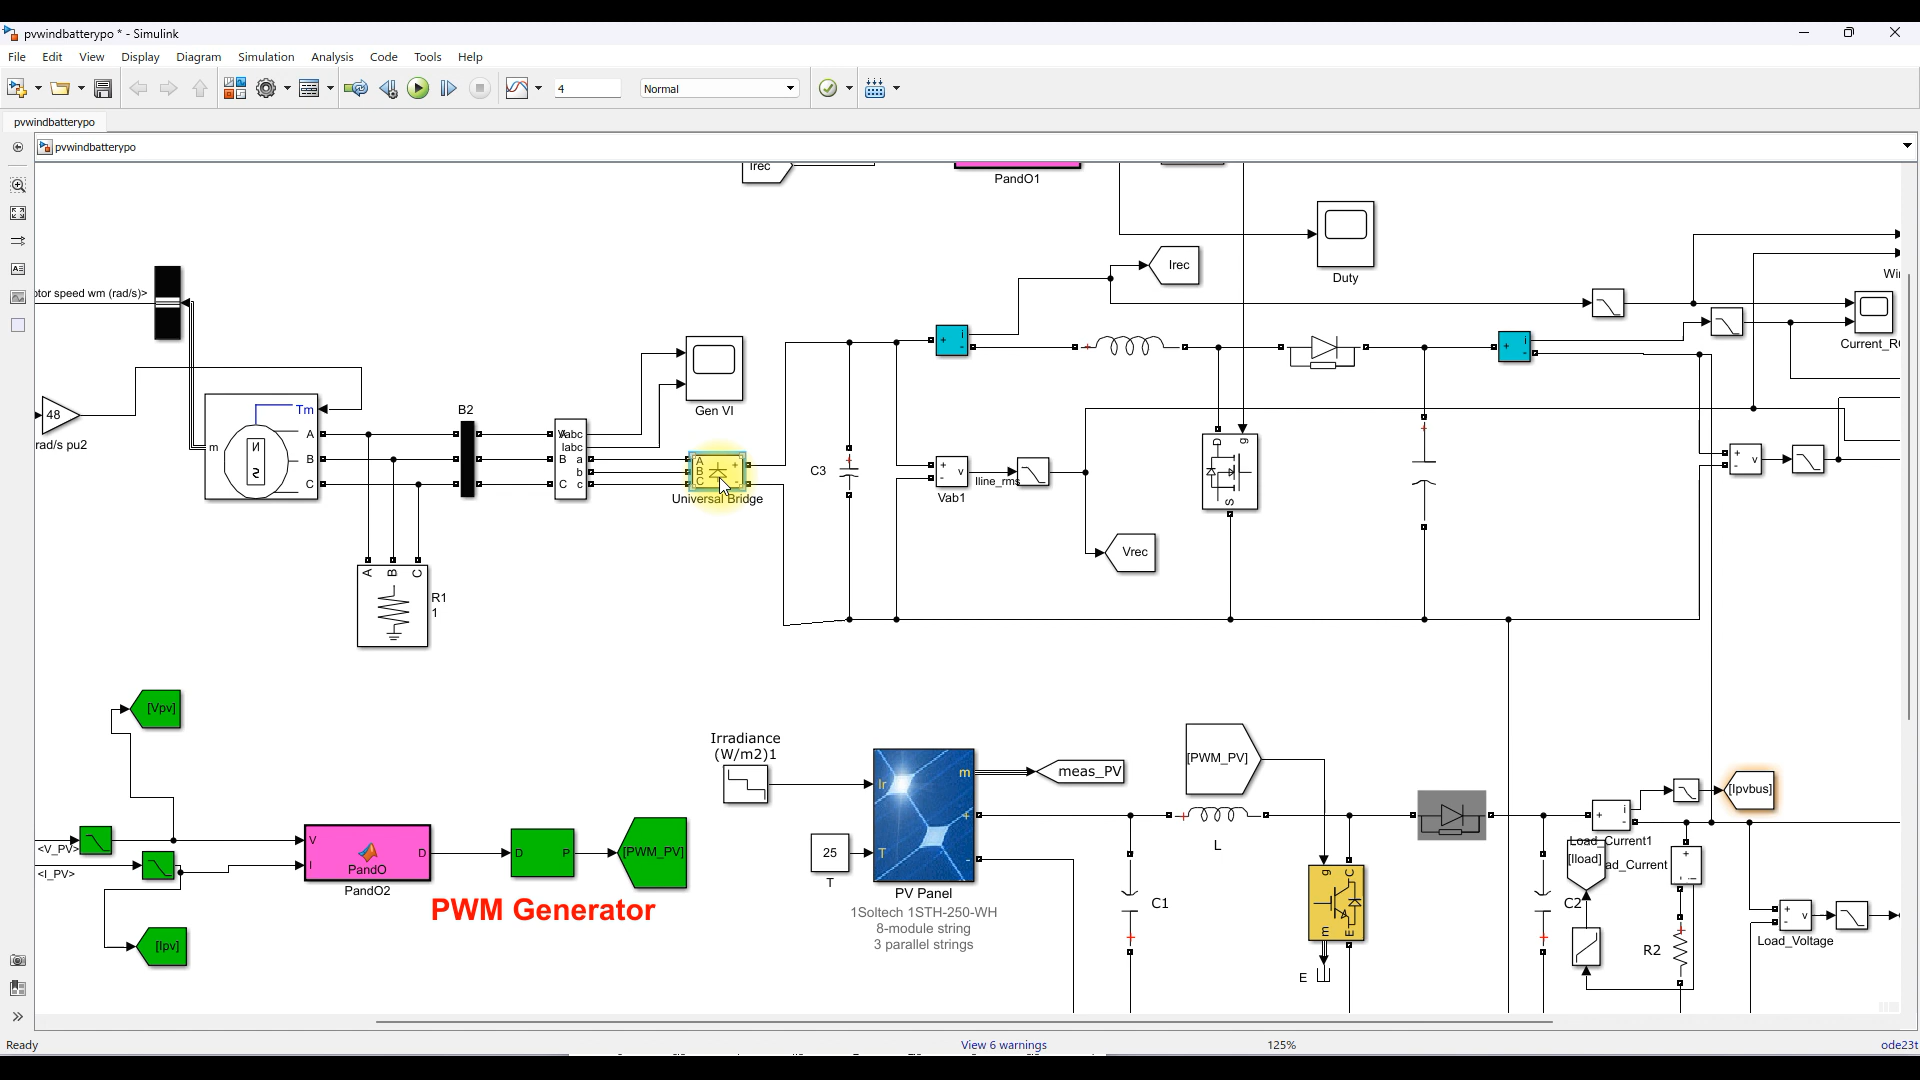 pvwindbatterypo * - Simulink
File Edit View Display Diagram Simulation Analysis Code Tools Help
4 Normal
pvwindbatterypo
pvwindbatterypo
Irec
PandO1
Irec
Duty
otor speed wm (rad/s)>
Current_R
48
rad/s pu2
Tm
m
A
B
C
B2
Vabc
Iabc
A
B
C
a
b
c
Gen VI
A
B
C
+
-
Universal Bridge
C3
+
i
-
+
v
-
Vab1
Iline_rms
Vrec
D
g
S
+
i
-
+
v
-
A
B
C
R1
1
[Vpv]
<V_PV>
<I_PV>
V
I
D
PandO
PandO2
D
P
[PWM_PV]
PWM Generator
[Ipv]
Irradiance
(W/m2)1
25
T
Ir
T
m
+
-
PV Panel
1Soltech 1STH-250-WH
8-module string
3 parallel strings
meas_PV
[PWM_PV]
L
C1
g
C
m
E
E
C2
i
-
Load_Current1
[Iload]
ad_Current
[Ipvbus]
R2
+
v
-
Load_Voltage
Ready
View 6 warnings
125%
ode23t